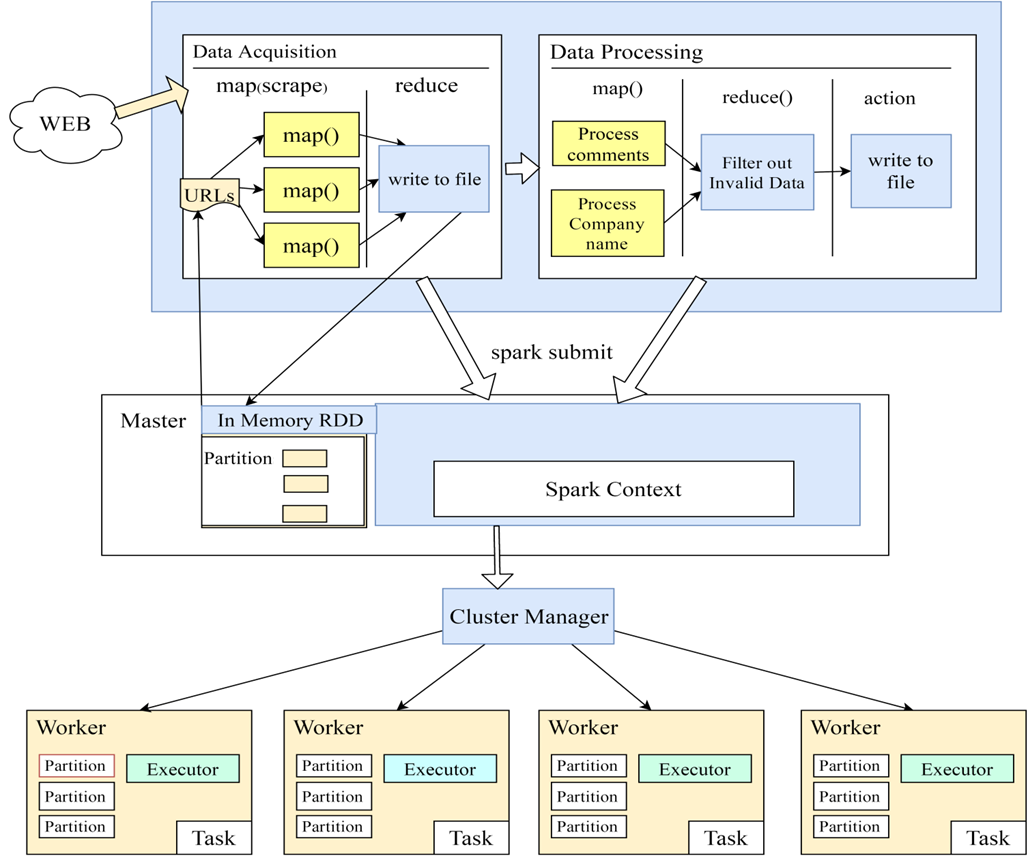 Data Acquisition
map(scrape)
reduce
WEB
URLs
map()
map()
map()
write to file
Data Processing
map()
reduce()
action
Process
comments
Process
Company
name
Filter out
Invalid Data
write to
file
spark submit
Master
In Memory RDD
Partition
Spark Context
Cluster Manager
Worker
Partition
Partition
Partition
Executor
Task
Worker
Partition
Partition
Partition
Executor
Task
Worker
Partition
Partition
Partition
Executor
Task
Worker
Partition
Partition
Partition
Executor
Task